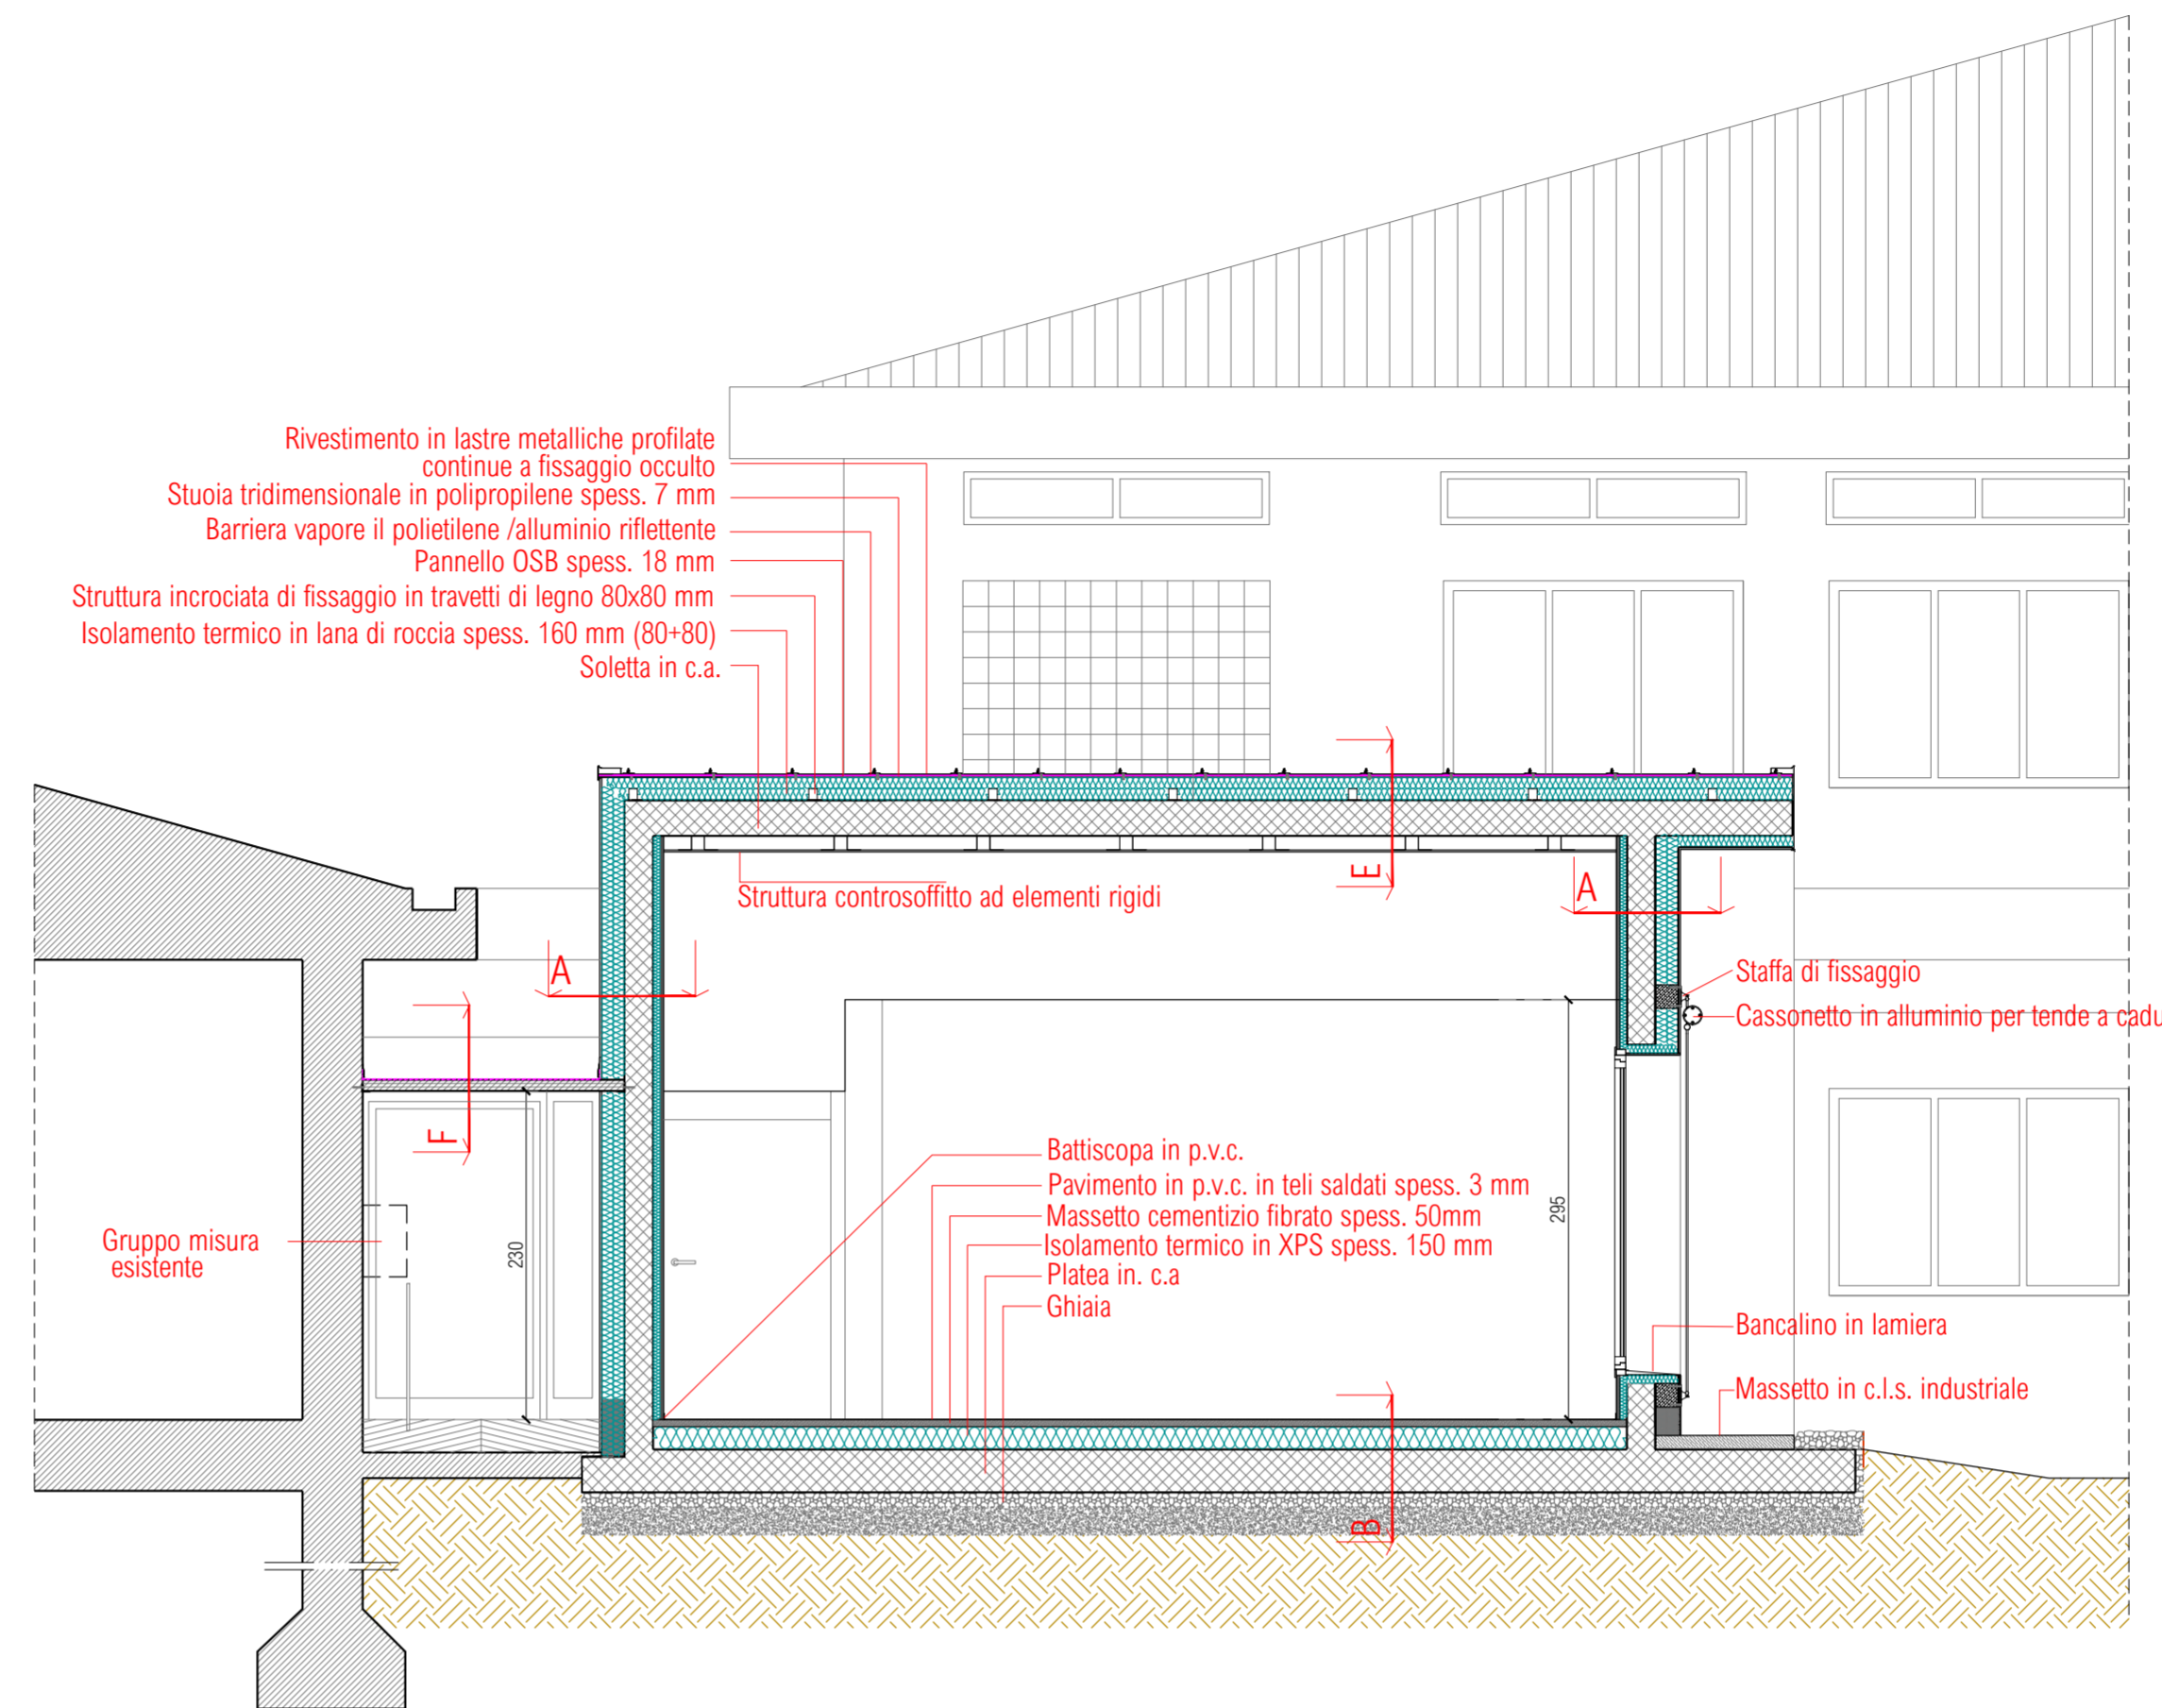 Rivestimento in lastre metalliche profilate
continue a fissaggio occulto
Stuoia tridimensionale in polipropilene spess. 7 mm
Barriera vapore il polietilene /alluminio riflettente
Pannello OSB spess. 18 mm
Struttura incrociata di fissaggio in travetti di legno 80x80 mm
Isolamento termico in lana di roccia spess. 160 mm (80+80)
Soletta in c.a.
Struttura controsoffitto ad elementi rigidi
E
A
A
Staffa di fissaggio
Cassonetto in alluminio per tende a cadu
F
Battiscopa in p.v.c.
Pavimento in p.v.c. in teli saldati spess. 3 mm
Massetto cementizio fibrato spess. 50mm
Isolamento termico in XPS spess. 150 mm
Platea in. c.a
Ghiaia
295
230
Gruppo misura
esistente
Bancalino in lamiera
Massetto in c.l.s. industriale
B